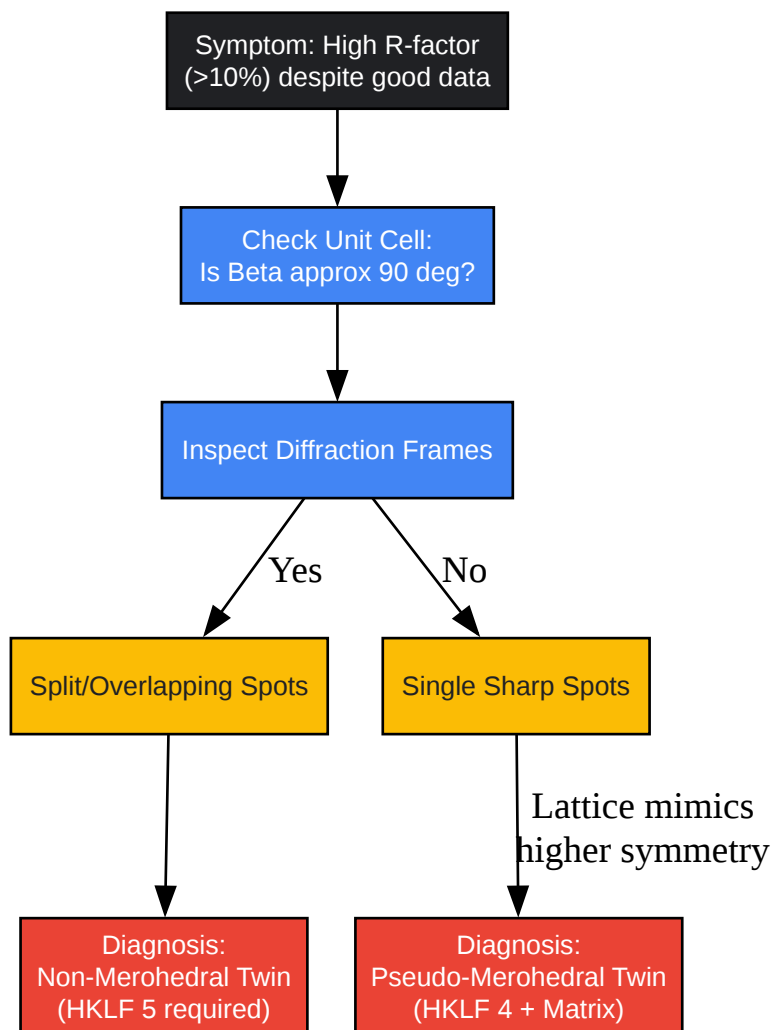 Symptom: High R-factor
(>10%) despite good data
Check Unit Cell:
Is Beta approx 90 deg?
Inspect Diffraction Frames
Yes
No
Split/Overlapping Spots
Single Sharp Spots
Lattice mimics
higher symmetry
Diagnosis:
Non-Merohedral Twin
(HKLF 5 required)
Diagnosis:
Pseudo-Merohedral Twin
(HKLF 4 + Matrix)